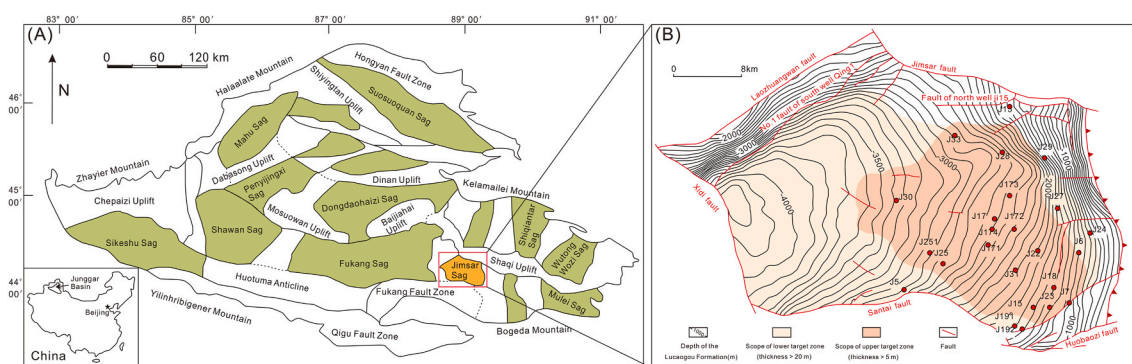 83° 00′
85° 00′
87° 00′
89° 00′
91° 00′
(A)
0 60 120 km
N
46° 00′
45° 00′
44° 00′
Halaalate Mountain
Hongyan Fault Zone
Shiyingtan Uplift
Suosuoquan Sag
Mahu Sag
Zhayier Mountain
Dabasong Uplift
Chepaizi Uplift
Penyijingxi Sag
Dinan Uplift
Kelamailei Mountain
Mosuowan Uplift
Dongdaohaizi Sag
Baijiahai Uplift
Shiqiantan Sag
Sikeshu Sag
Shawan Sag
Fukang Sag
Jimsar Sag
Shaqi Uplift
Wutong Wozi Sag
Mulei Sag
Huotuma Anticline
Fukang Fault Zone
Yilinhribigener Mountain
Qigu Fault Zone
Bogeda Mountain
Junggar Basin
Beijing
China
(B)
0 8km
Laozhuangwan fault
No.1 fault of south well Qing 1
Jimsar fault
Fault of north well ji15
Xidi fault
Santai fault
Huobaozi Fault
-2000
-3000
-3500
-3000
-4000
2000
1000
-1000
J33
J28
J29
J30
J173
J27
J17
J172
J174
J171
J24
J6
J251
J25
J22
J31
J5
J18
J7
J15
J23
J191
J192
Depth of the Lucaogou Formation(m)
Scope of lower target zone (thickness > 20 m)
Scope of upper target zone (thickness > 5 m)
Fault